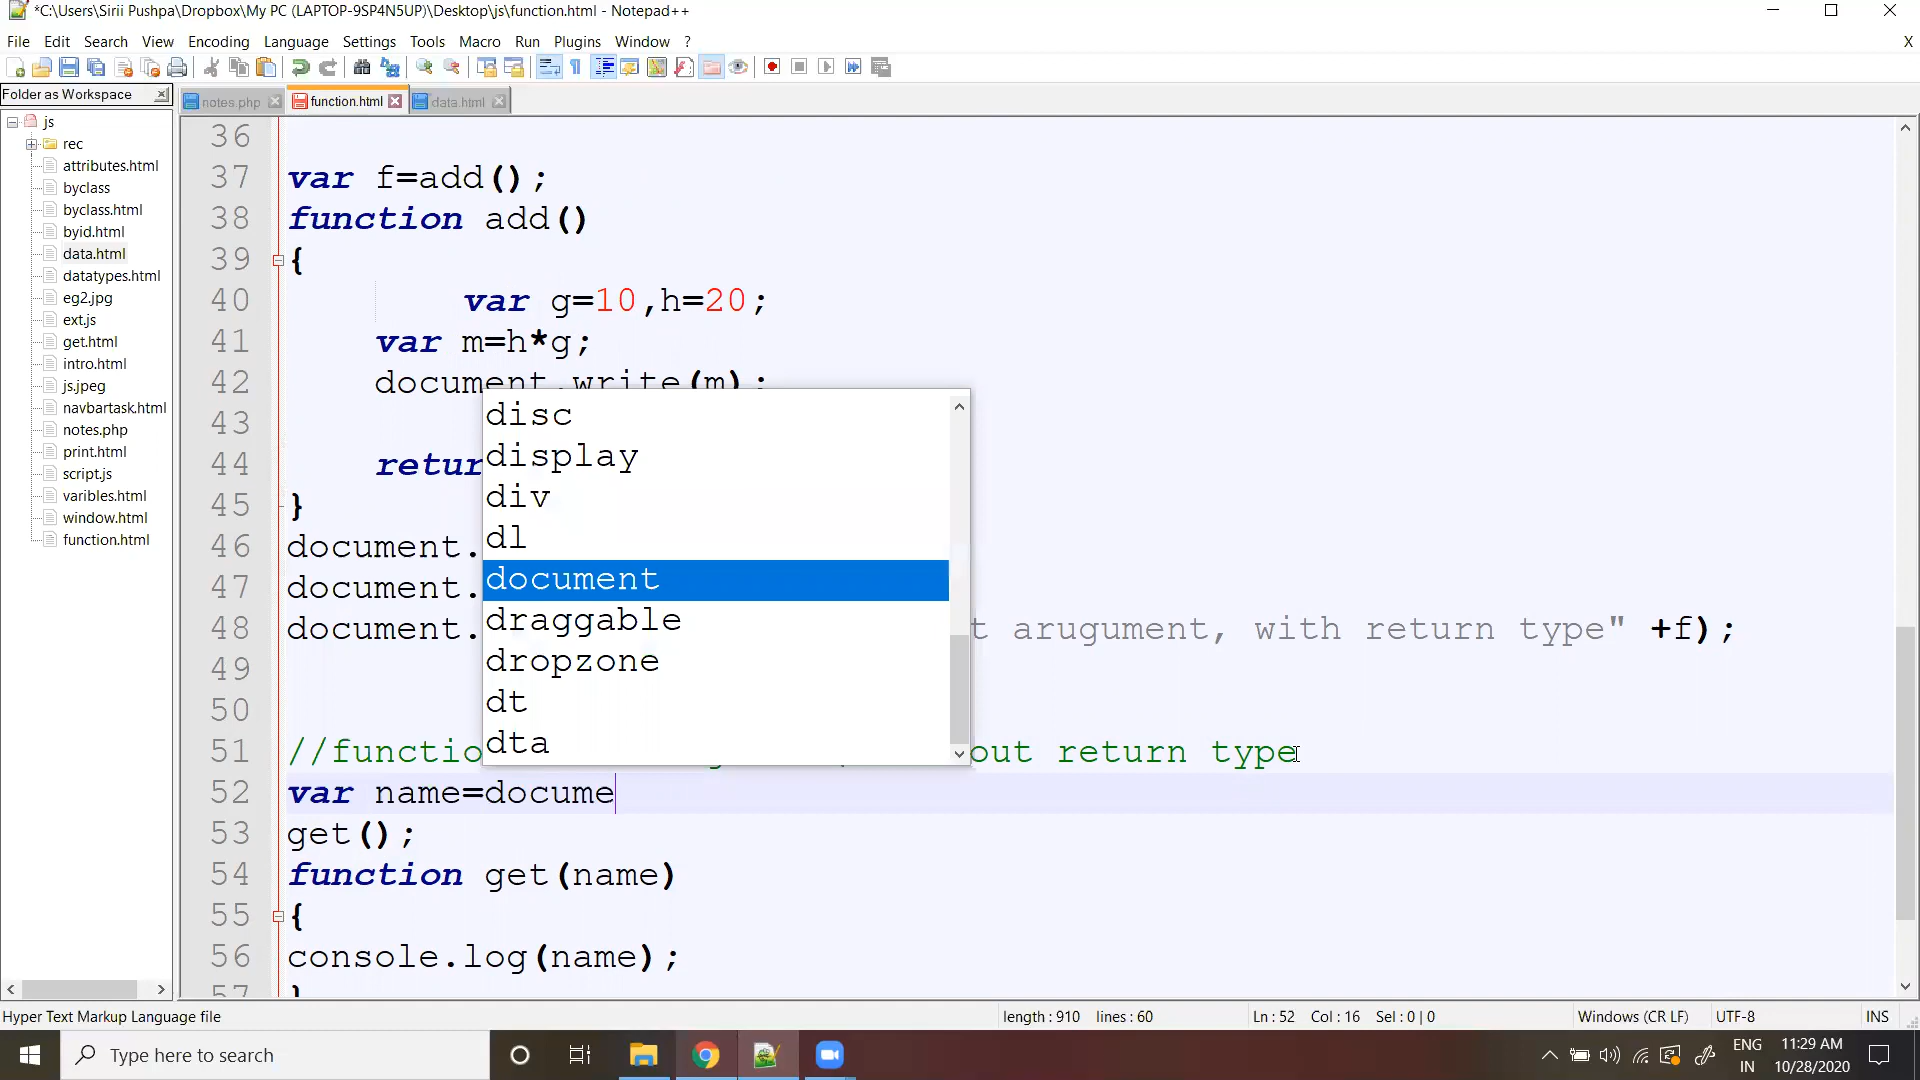 *C:\Users\Sirii Pushpa\Dropbox\My PC (LAPTOP-9SP4N5UP)\Desktop\js\function.html - Notepad++
File Edit Search View Encoding Language Settings Tools Macro Run Plugins Window ? X
Folder as Workspace
notes.php function.html data.html
js
rec
attributes.html
byclass
byclass.html
byid.html
data.html
datatypes.html
eg2.jpg
ext.js
get.html
intro.html
js.jpeg
navbartask.html
notes.php
print.html
script.js
varibles.html
window.html
function.html
36
37 var f=add();
38 function add()
39 {
40 var g=10,h=20;
41 var m=h*g;
42 document.write(m);
43
44 retur
45 }
46 document.
47 document.
48 document. t arugument, with return type" +f);
49
50
51 //functio out return type
52 var name=docume
53 get();
54 function get(name)
55 {
56 console.log(name);
57 }
disc
display
div
dl
document
draggable
dropzone
dt
dta
Hyper Text Markup Language file length : 910 lines : 60 Ln : 52 Col : 16 Sel : 0 | 0 Windows (CR LF) UTF-8 INS
Type here to search
ENG
IN
11:29 AM
10/28/2020